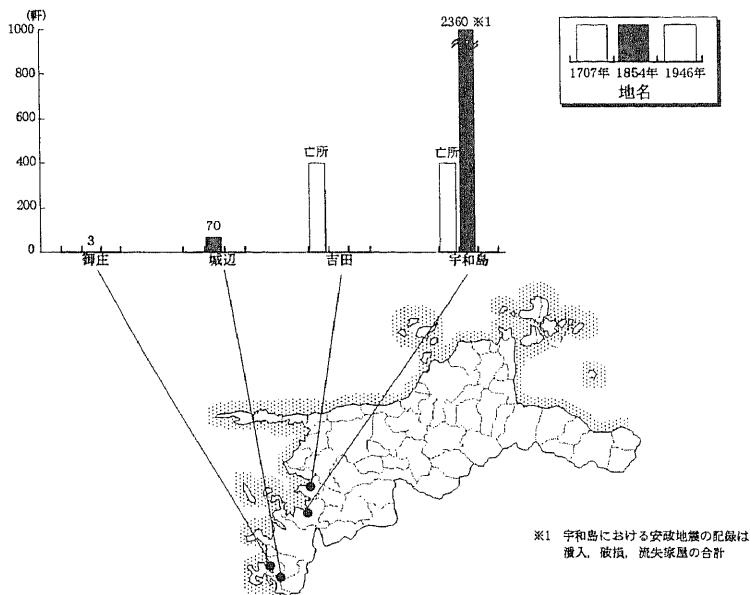 (軒)
1000
800
600
400
200
0
3
70
亡所
亡所
2360 ※1
御庄
城辺
吉田
宇和島
1707年 1854年 1946年
地名
※1 宇和島における安政地震の記録は
潰入, 破損, 流失家屋の合計